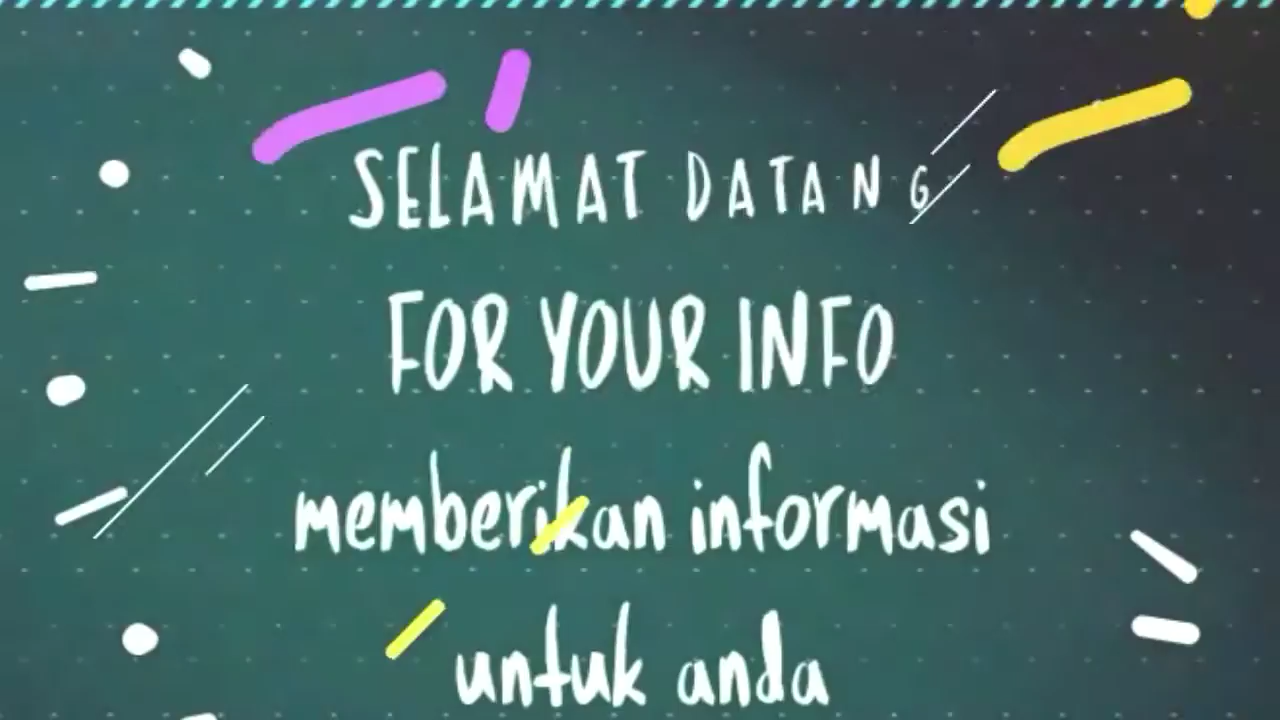 SELAMAT DATANG
FOR YOUR INFO
memberikan informasi
untuk anda